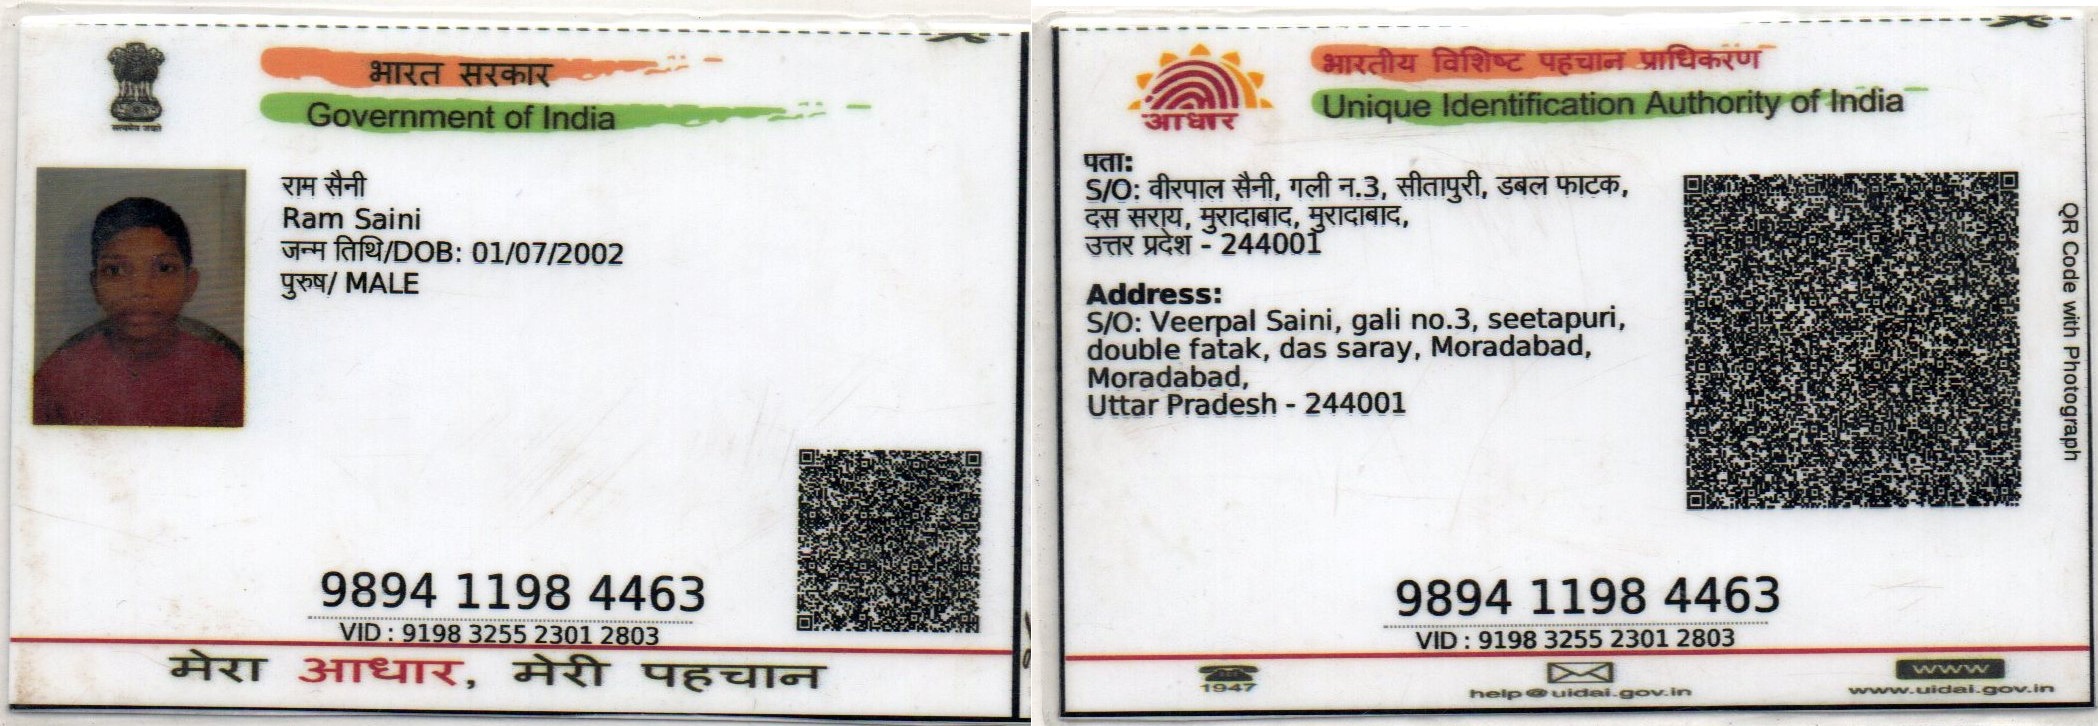 भारत सरकार
Government of India
सत्यमेव जयते
राम सैनी
Ram Saini
जन्म तिथि/DOB: 01/07/2002
पुरुष/ MALE
9894 1198 4463
VID : 9198 3255 2301 2803
मेरा आधार, मेरी पहचान
भारतीय विशिष्ट पहचान प्राधिकरण
Unique Identification Authority of India
आधार
पता:
S/O: वीरपाल सैनी, गली न.3, सीतापुरी, डबल फाटक,
दस सराय, मुरादाबाद, मुरादाबाद,
उत्तर प्रदेश - 244001
Address:
S/O: Veerpal Saini, gali no.3, seetapuri,
double fatak, das saray, Moradabad,
Moradabad,
Uttar Pradesh - 244001
QR Code with Photograph
9894 1198 4463
VID : 9198 3255 2301 2803
1947
help@uidai.gov.in
www
www.uidai.gov.in